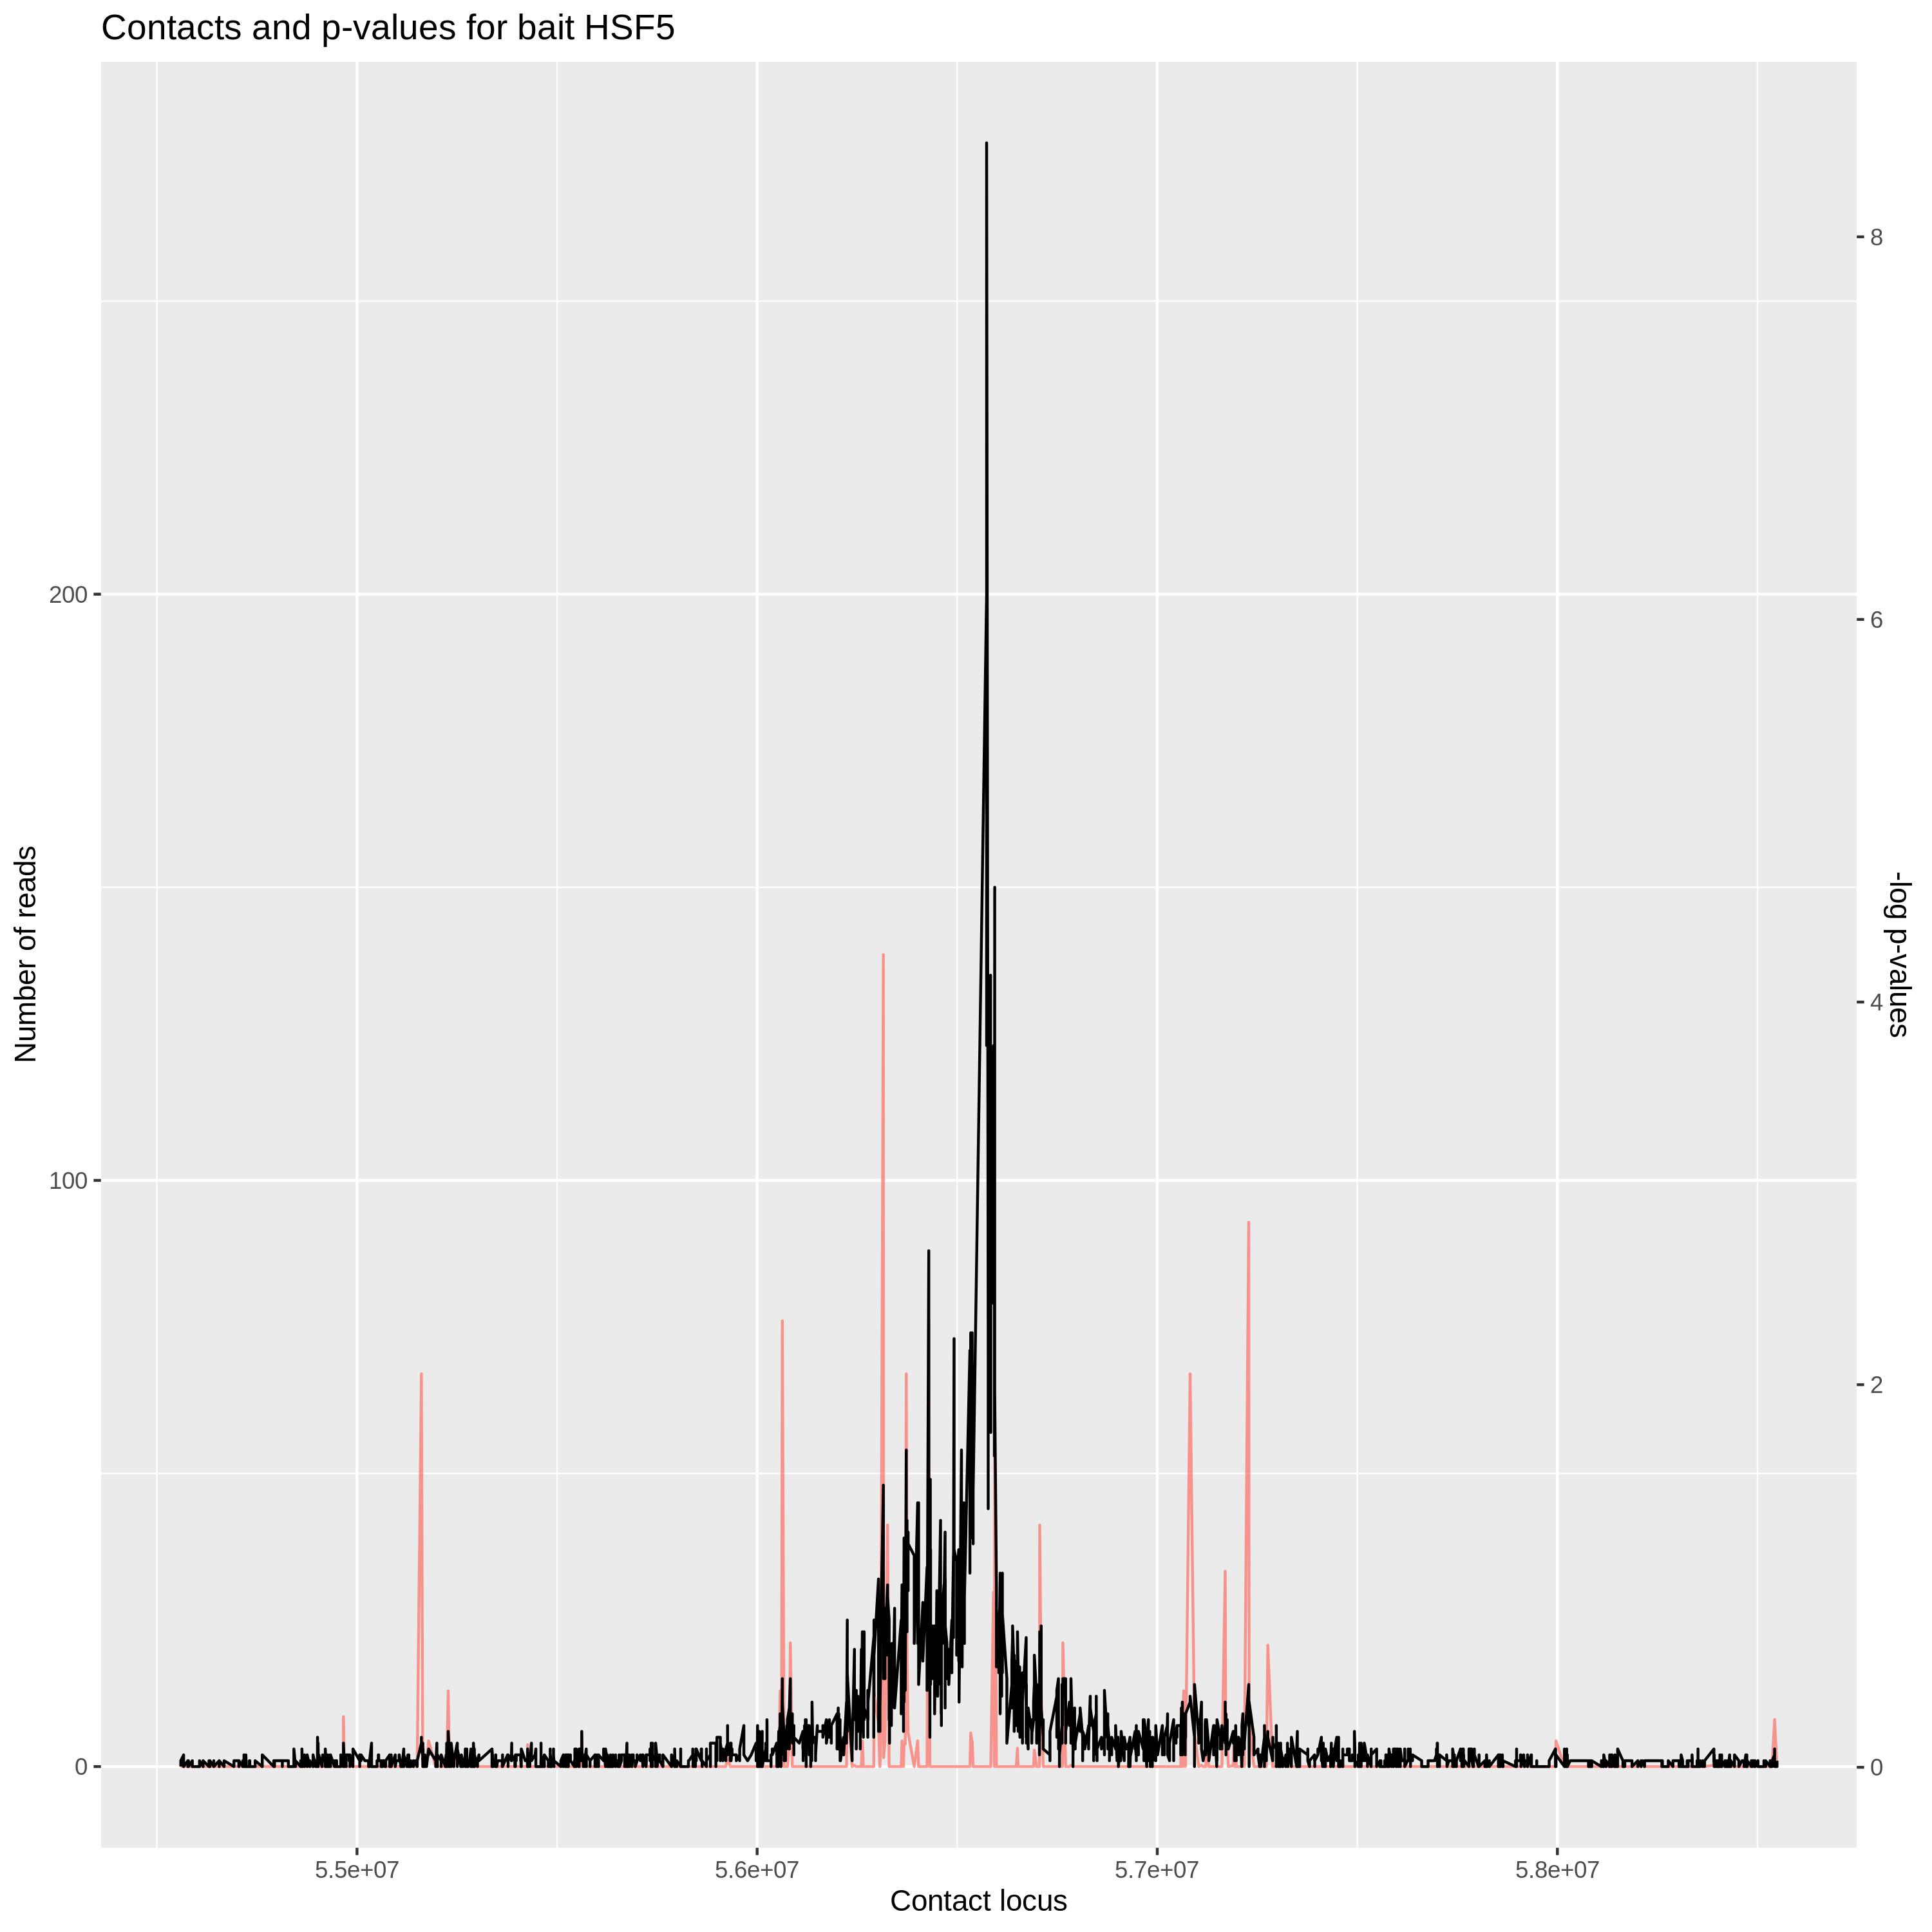 Contacts and p-values for bait HSF5
Number of reads
200
100
0
8
6
4
2
0
-log p-values
5.5e+07
5.6e+07
5.7e+07
5.8e+07
Contact locus